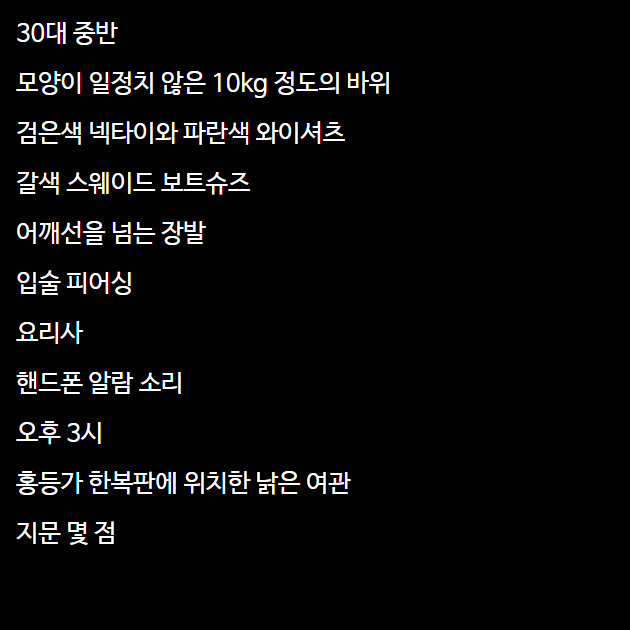 30대 중반
모양이 일정치 않은 10kg 정도의 바위
검은색 넥타이와 파란색 와이셔츠
갈색 스웨이드 보트슈즈
어깨선을 넘는 장발
입술 피어싱
요리사
핸드폰 알람 소리
오후 3시
홍등가 한복판에 위치한 낡은 여관
지문 몇 점